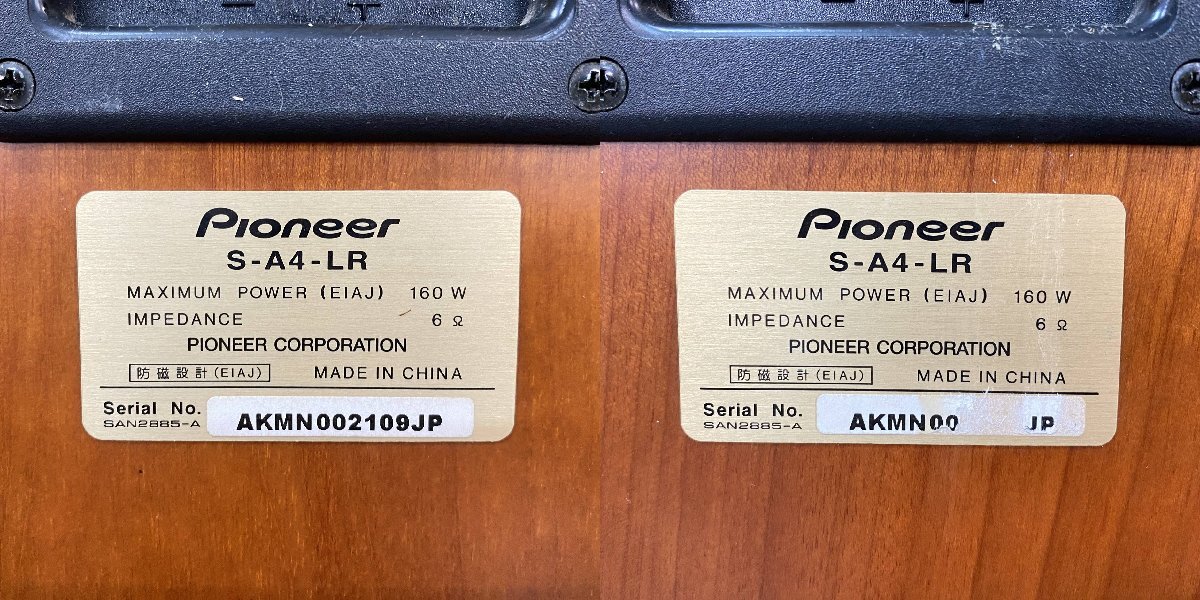 Pioneer
S-A4-LR
MAXIMUM POWER (EIAJ) 160 W
IMPEDANCE 6 Ω
PIONEER CORPORATION
防磁設計(EIAJ) MADE IN CHINA
Serial No. AKMN002109JP
SAN2885-A
Pioneer
S-A4-LR
MAXIMUM POWER (EIAJ) 160 W
IMPEDANCE 6 Ω
PIONEER CORPORATION
防磁設計(EIAJ) MADE IN CHINA
Serial No. AKMN00 JP
SAN2885-A